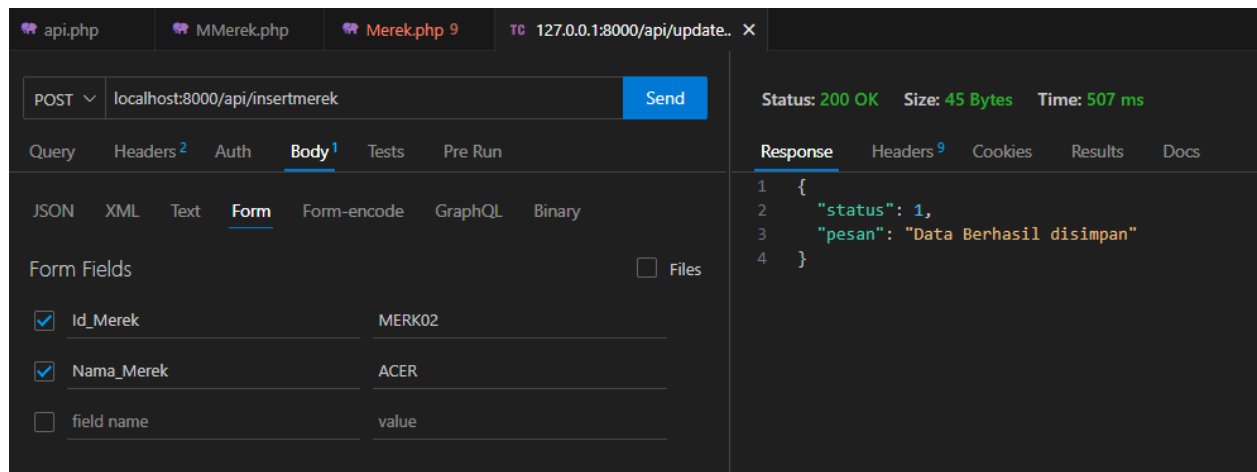 api.php MMerek.php Merek.php 9 TC 127.0.0.1:8000/api/update..
POST localhost:8000/api/insertmerek Send
Query Headers 2 Auth Body 1 Tests Pre Run
JSON XML Text Form Form-encode GraphQL Binary
Form Fields Files
Id_Merek MERK02
Nama_Merek ACER
field name value
Status: 200 OK Size: 45 Bytes Time: 507 ms
Response Headers 9 Cookies Results Docs
1 {
2 "status": 1,
3 "pesan": "Data Berhasil disimpan"
4 }